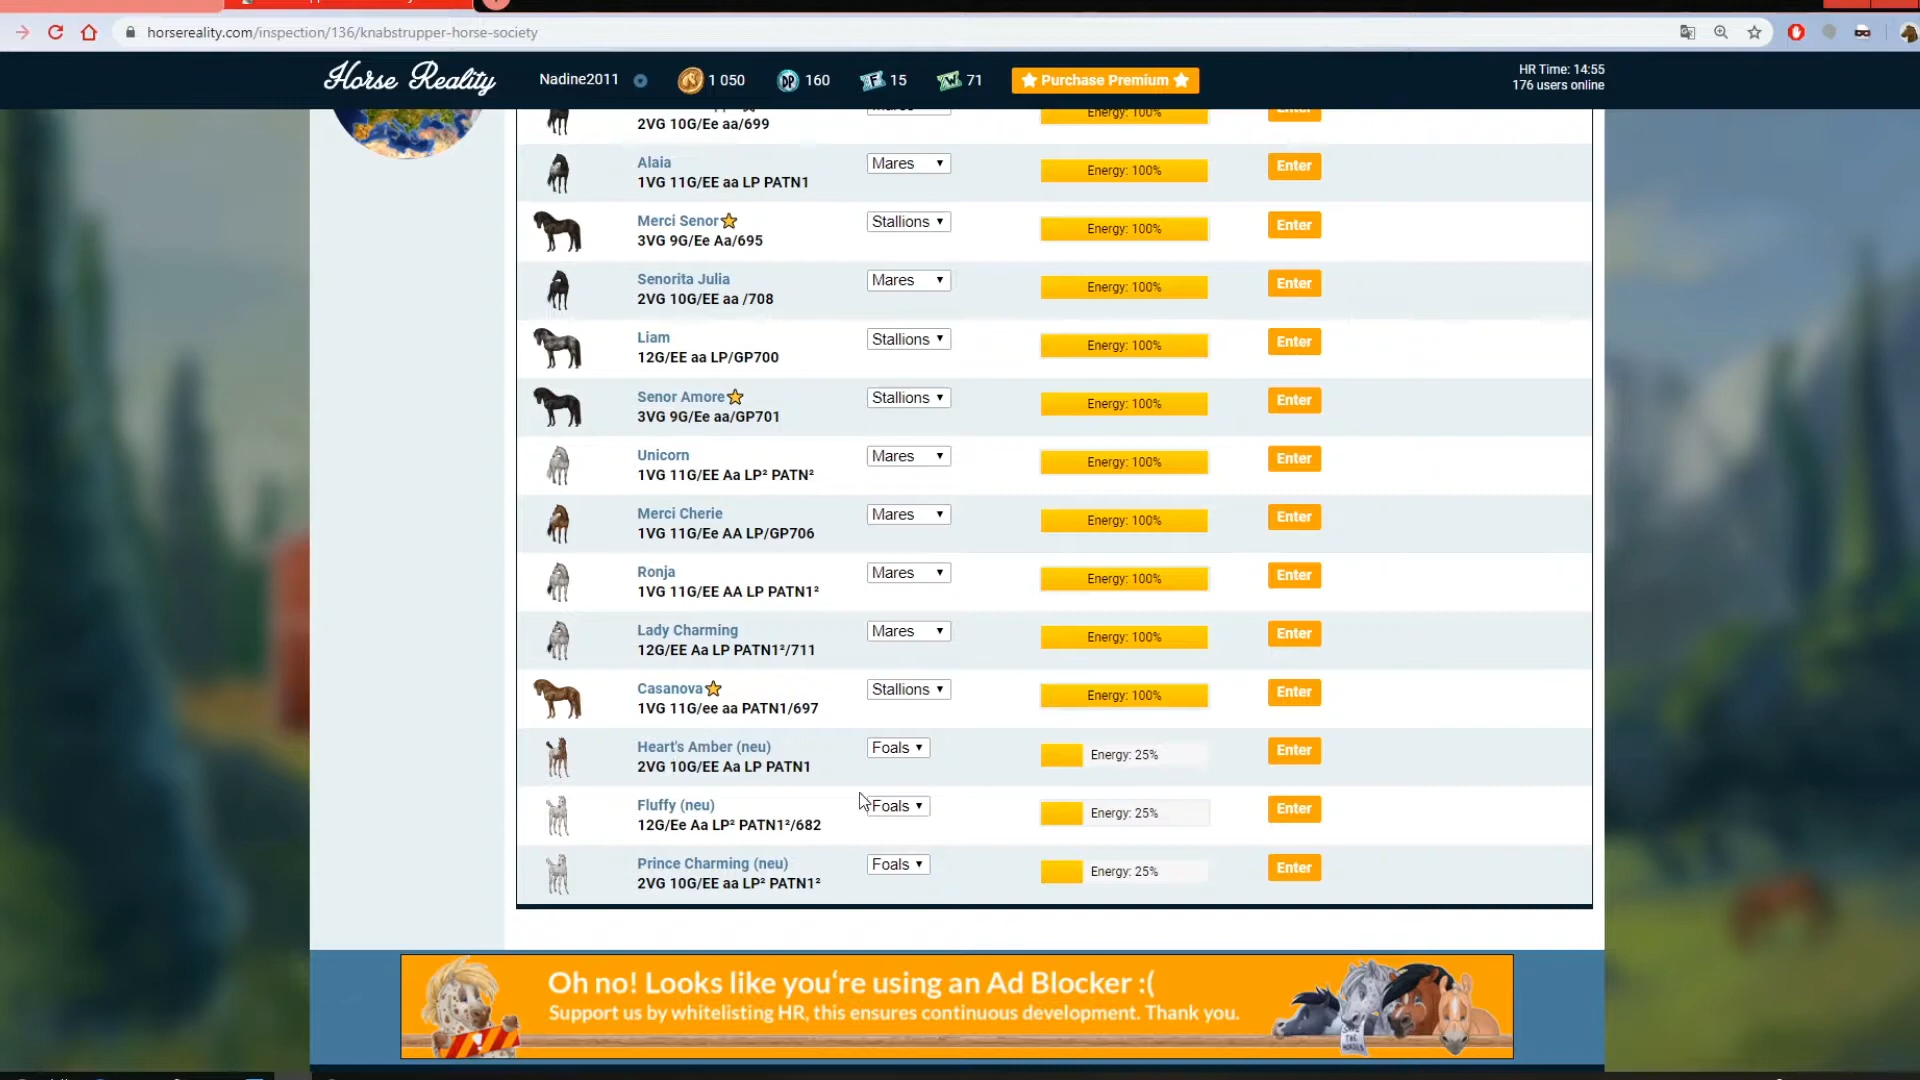 horsereality.com/inspection/136/knabstrupper-horse-society
Horse Reality
Nadine2011
1 050
DP
160
15
71
Purchase Premium
HR Time: 14:55
176 users online
2VG 10G/Ee aa/699
Energy: 100%
Enter
Alaia
1VG 11G/EE aa LP PATN1
Mares
Energy: 100%
Enter
Merci Senor
3VG 9G/Ee Aa/695
Stallions
Energy: 100%
Enter
Senorita Julia
2VG 10G/EE aa /708
Mares
Energy: 100%
Enter
Liam
12G/EE aa LP/GP700
Stallions
Energy: 100%
Enter
Senor Amore
3VG 9G/Ee aa/GP701
Stallions
Energy: 100%
Enter
Unicorn
1VG 11G/EE Aa LP² PATN²
Mares
Energy: 100%
Enter
Merci Cherie
1VG 11G/Ee AA LP/GP706
Mares
Energy: 100%
Enter
Ronja
1VG 11G/EE AA LP PATN1²
Mares
Energy: 100%
Enter
Lady Charming
12G/EE Aa LP PATN1²/711
Mares
Energy: 100%
Enter
Casanova
1VG 11G/ee aa PATN1/697
Stallions
Energy: 100%
Enter
Heart's Amber (neu)
2VG 10G/EE Aa LP PATN1
Foals
Energy: 25%
Enter
Fluffy (neu)
12G/Ee Aa LP² PATN1²/682
Foals
Energy: 25%
Enter
Prince Charming (neu)
2VG 10G/EE aa LP² PATN1²
Foals
Energy: 25%
Enter
Oh no! Looks like you‘re using an Ad Blocker :(
Support us by whitelisting HR, this ensures continuous development. Thank you.